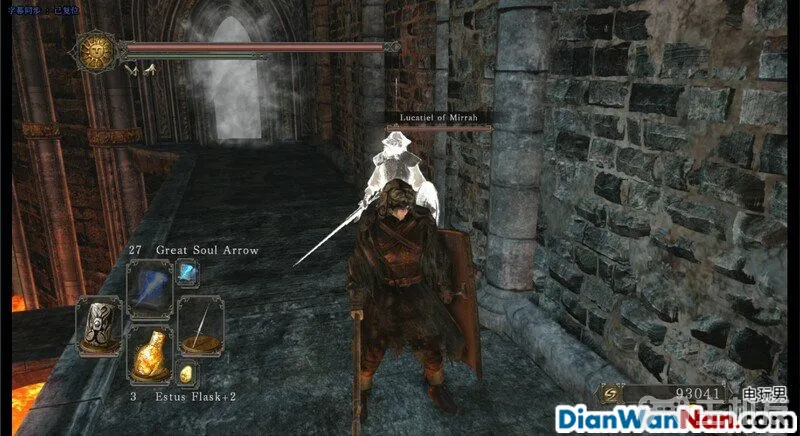 字幕同步：已复位
Lucatiel of Mirrah
27 Great Soul Arrow
3 Estus Flask+2
93041
电玩男
DianWanNan.com